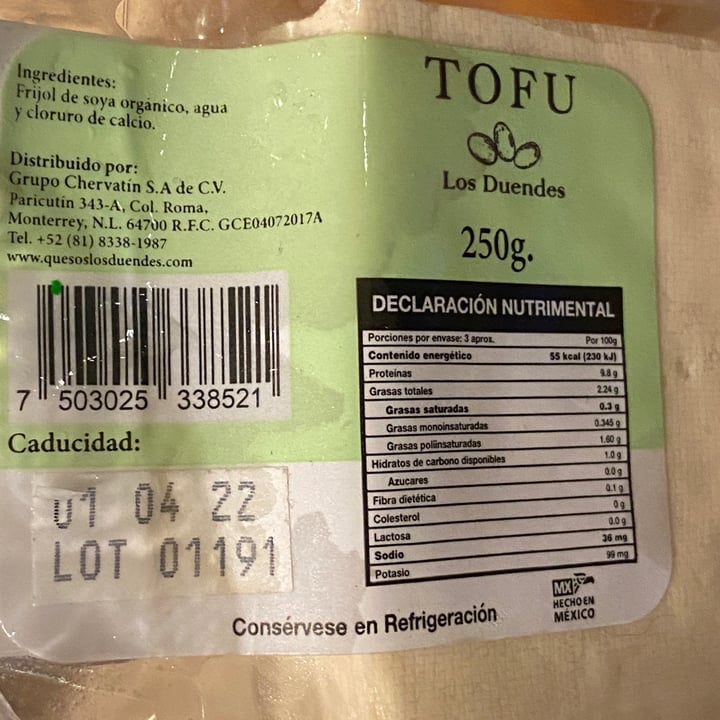 Ingredientes:
Frijol de soya orgánico, agua
y cloruro de calcio.
Distribuido por:
Grupo Chervatín S.A de C.V.
Paricutín 343-A, Col. Roma,
Monterrey, N.L. 64700 R.F.C. GCE04072017A
Tel. +52 (81) 8338-1987
www.quesoslosduendes.com
7 503025 338521
Caducidad:
01 04 22
LOT 01191
TOFU
Los Duendes
250g.
DECLARACIÓN NUTRIMENTAL
Porciones por envase: 3 aprox. Por 100g
Contenido energético 55 kcal (230 kJ)
Proteínas 9.8 g
Grasas totales 2.24 g
Grasas saturadas 0.3 g
Grasas monoinsaturadas 0.345 g
Grasas poliinsaturadas 1.60 g
Hidratos de carbono disponibles 1.0 g
Azucares 0.0 g
Fibra dietética 0.1 g
Colesterol 0 g
Lactosa 0.0 g
Sodio 36 mg
Potasio 99 mg
Consérvese en Refrigeración
MX
HECHO EN
MÉXICO